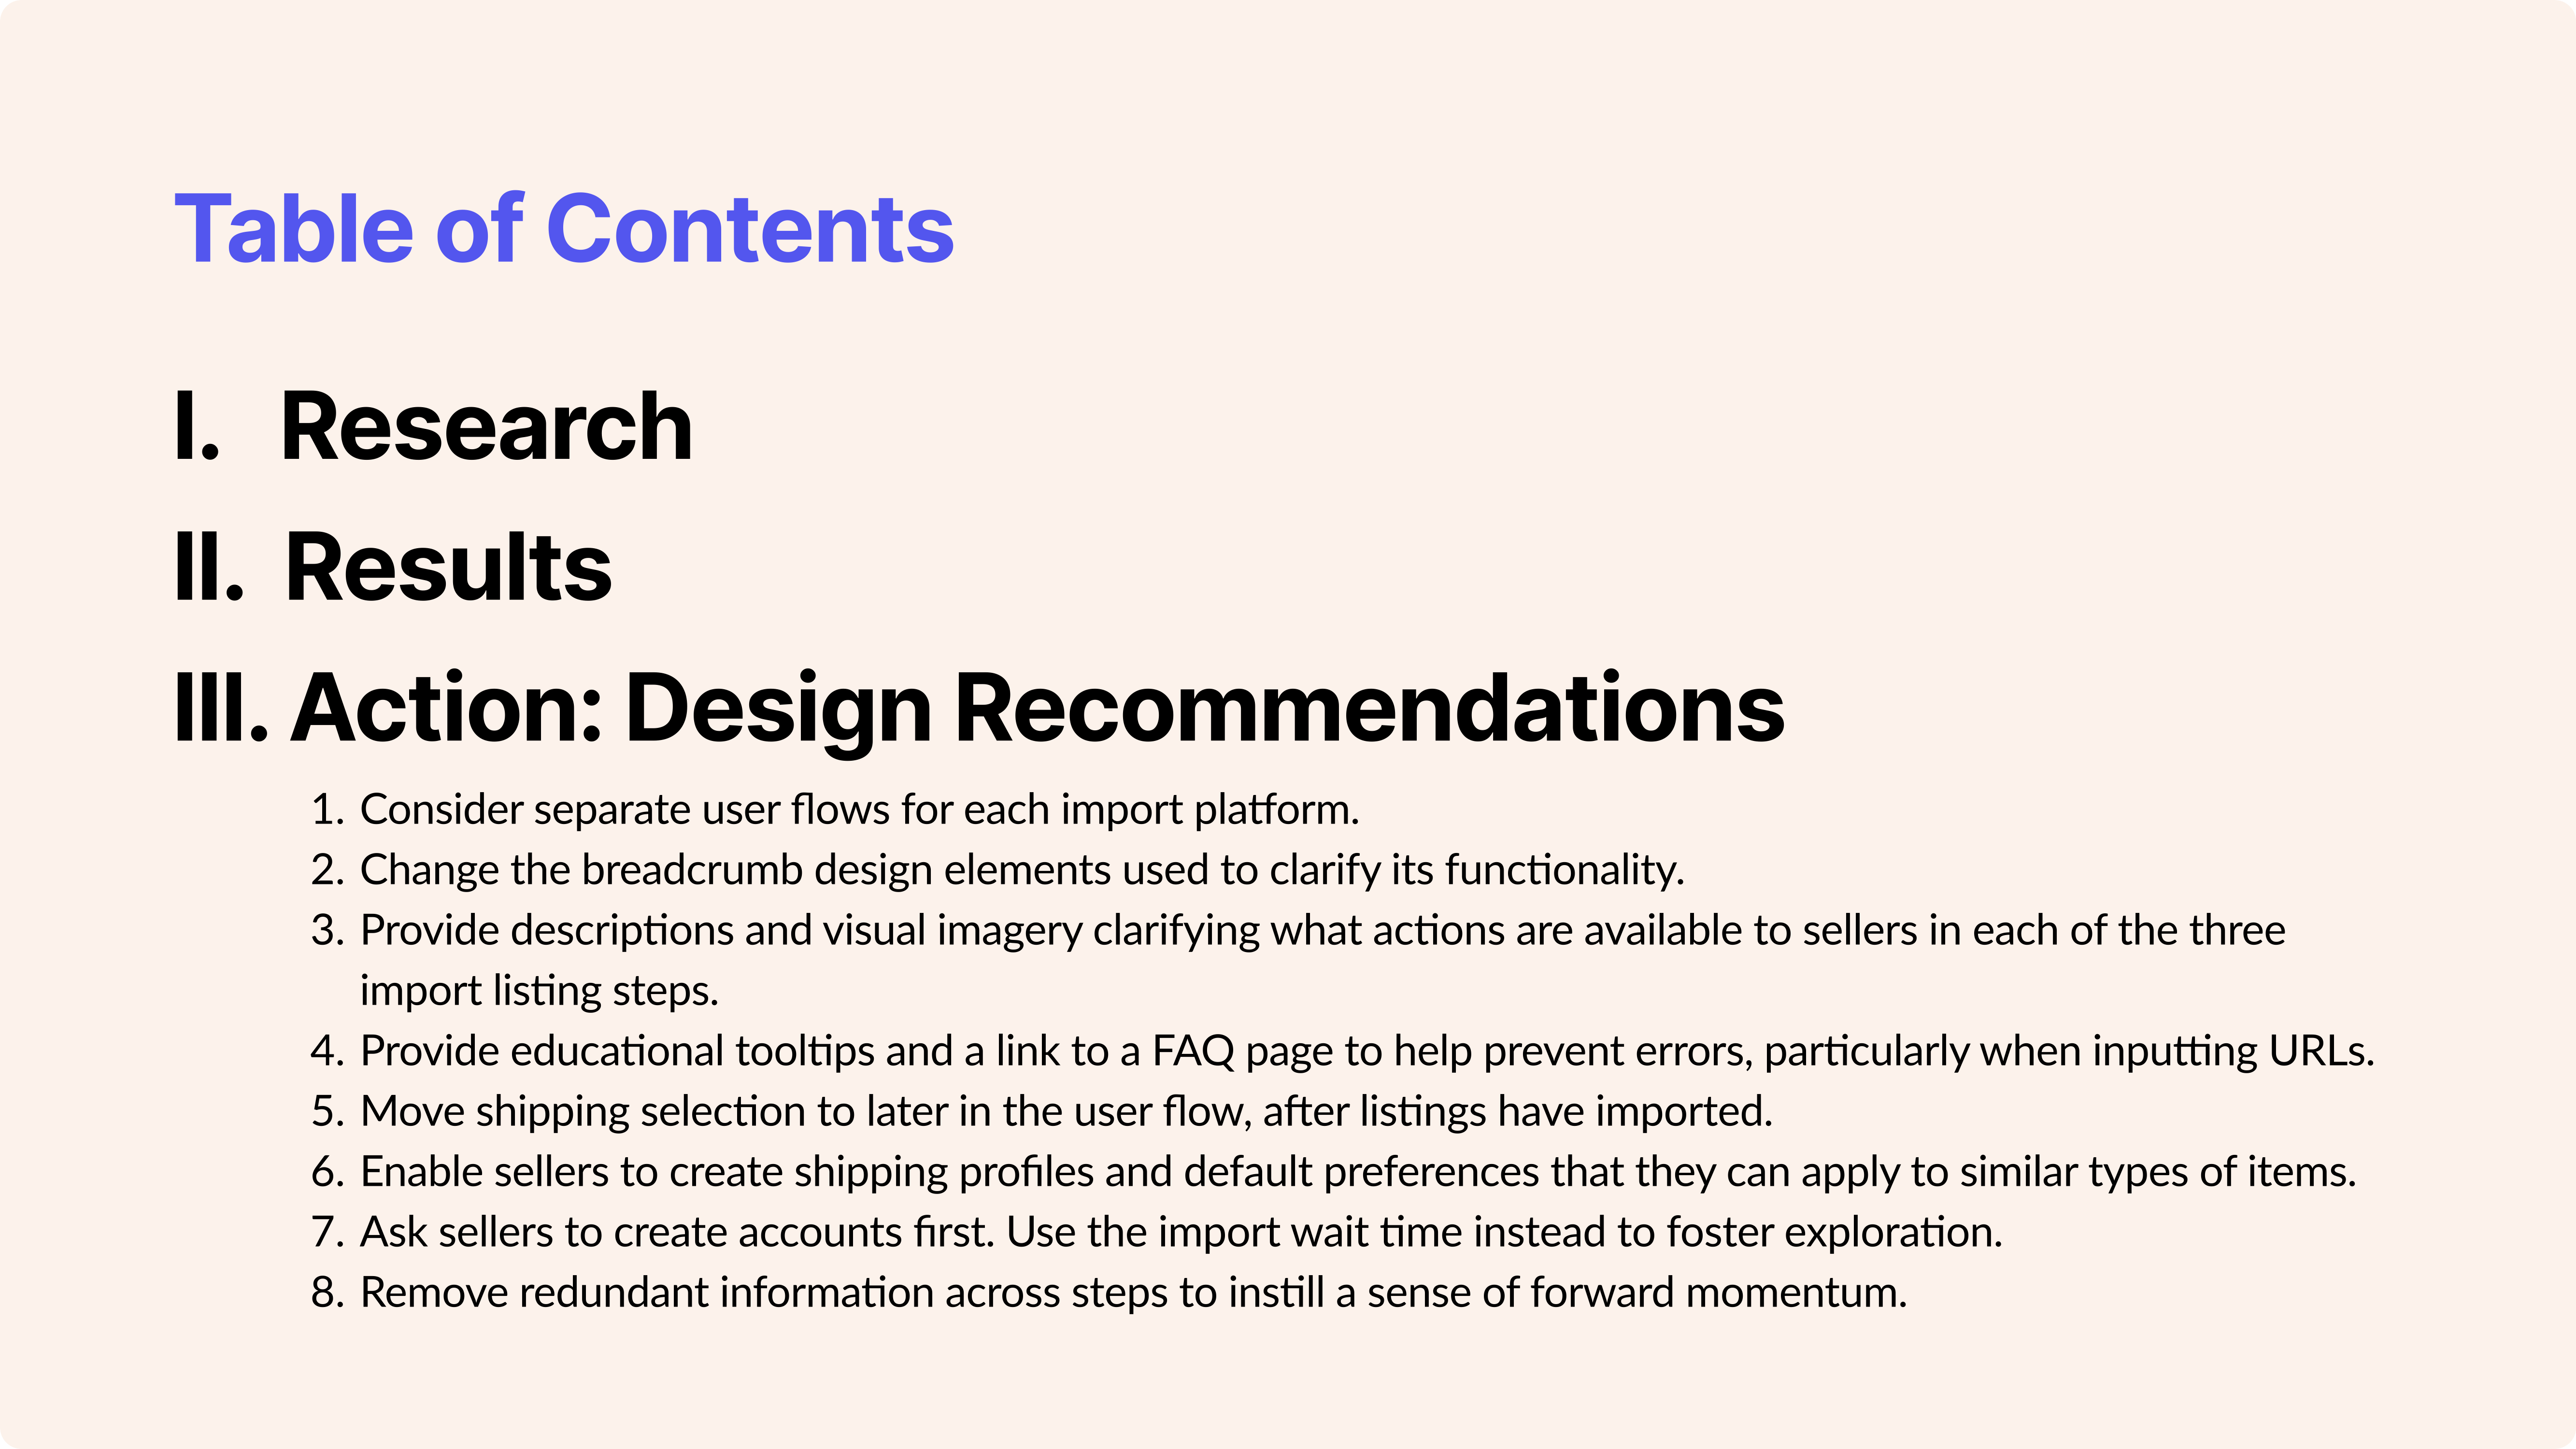 Table of Contents
I. Research
II. Results
III. Action: Design Recommendations
1. Consider separate user flows for each import platform.
2. Change the breadcrumb design elements used to clarify its functionality.
3. Provide descriptions and visual imagery clarifying what actions are available to sellers in each of the three
import listing steps.
4. Provide educational tooltips and a link to a FAQ page to help prevent errors, particularly when inputting URLs.
5. Move shipping selection to later in the user flow, after listings have imported.
6. Enable sellers to create shipping profiles and default preferences that they can apply to similar types of items.
7. Ask sellers to create accounts first. Use the import wait time instead to foster exploration.
8. Remove redundant information across steps to instill a sense of forward momentum.